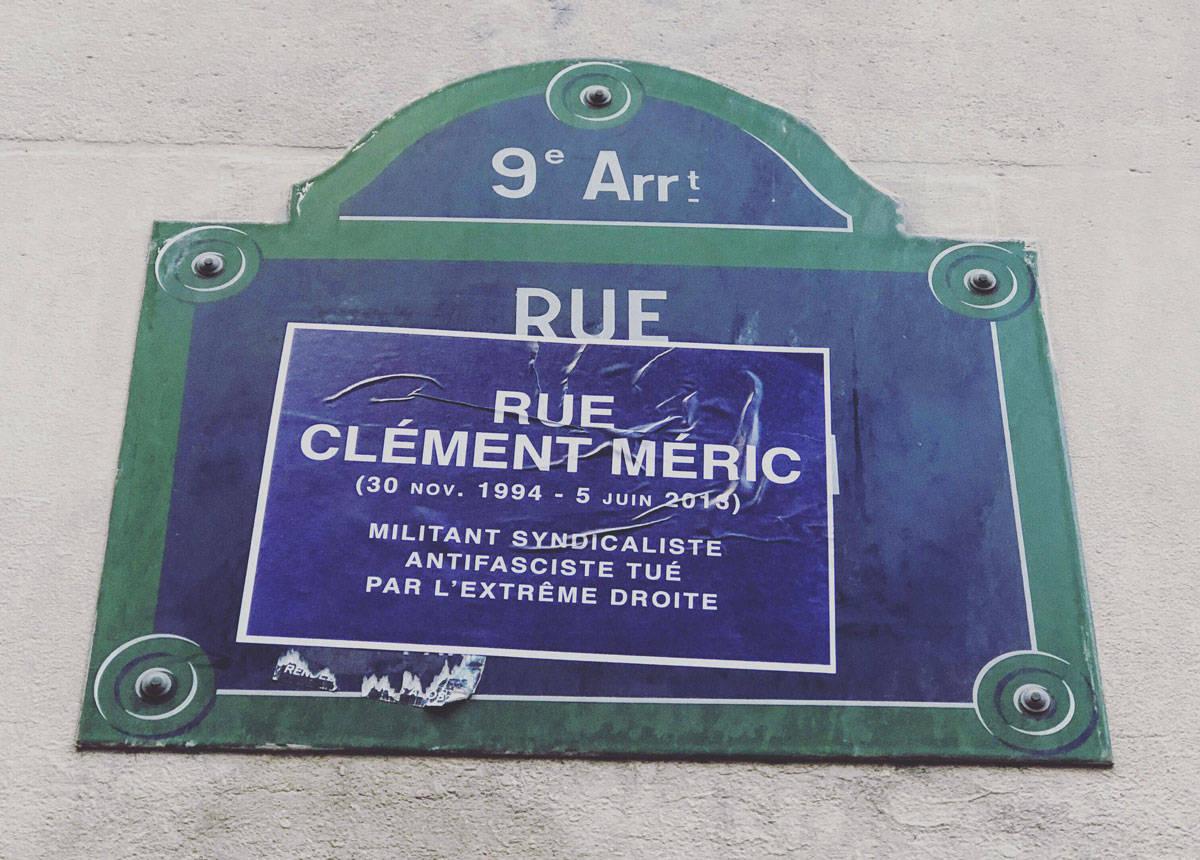 9e Arrt
RUE
RUE
CLÉMENT MÉRIC
(30 NOV. 1994 - 5 JUIN 2013)
MILITANT SYNDICALISTE
ANTIFASCISTE TUÉ
PAR L'EXTRÊME DROITE